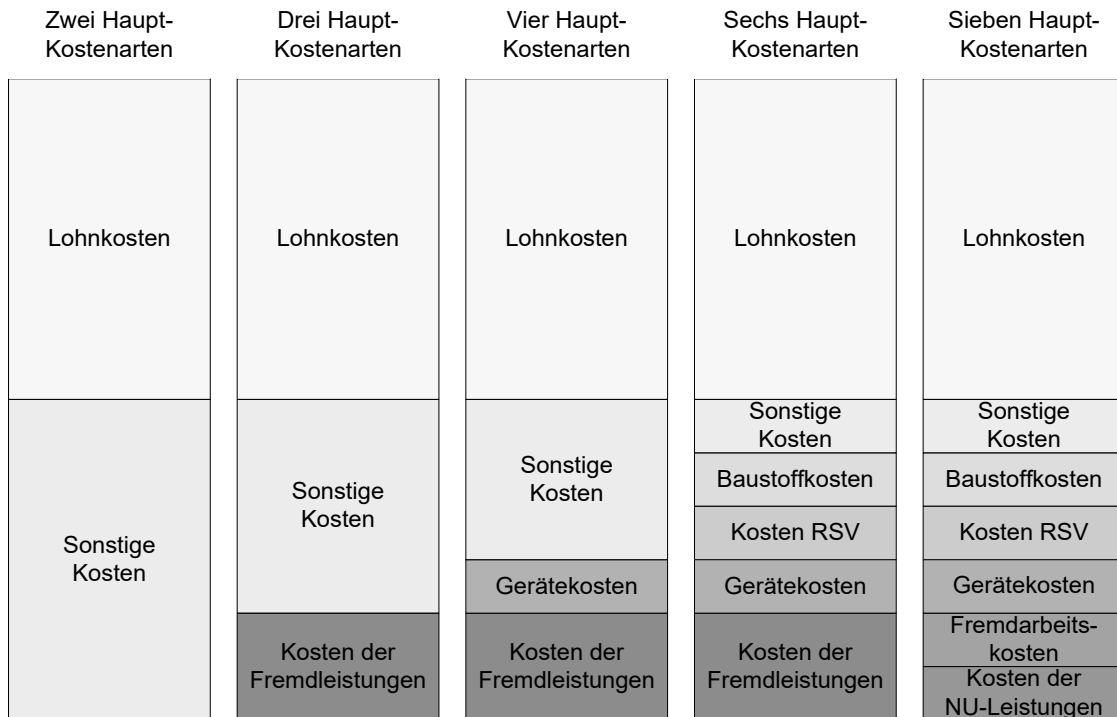 Zwei Haupt-
Kostenarten
Drei Haupt-
Kostenarten
Vier Haupt-
Kostenarten
Sechs Haupt-
Kostenarten
Sieben Haupt-
Kostenarten
Lohnkosten
Sonstige
Kosten
Lohnkosten
Sonstige
Kosten
Kosten der
Fremdleistungen
Lohnkosten
Sonstige
Kosten
Gerätekosten
Kosten der
Fremdleistungen
Lohnkosten
Sonstige
Kosten
Baustoffkosten
Kosten RSV
Gerätekosten
Kosten der
Fremdleistungen
Lohnkosten
Sonstige
Kosten
Baustoffkosten
Kosten RSV
Gerätekosten
Fremdarbeits-
kosten
Kosten der
NU-Leistungen